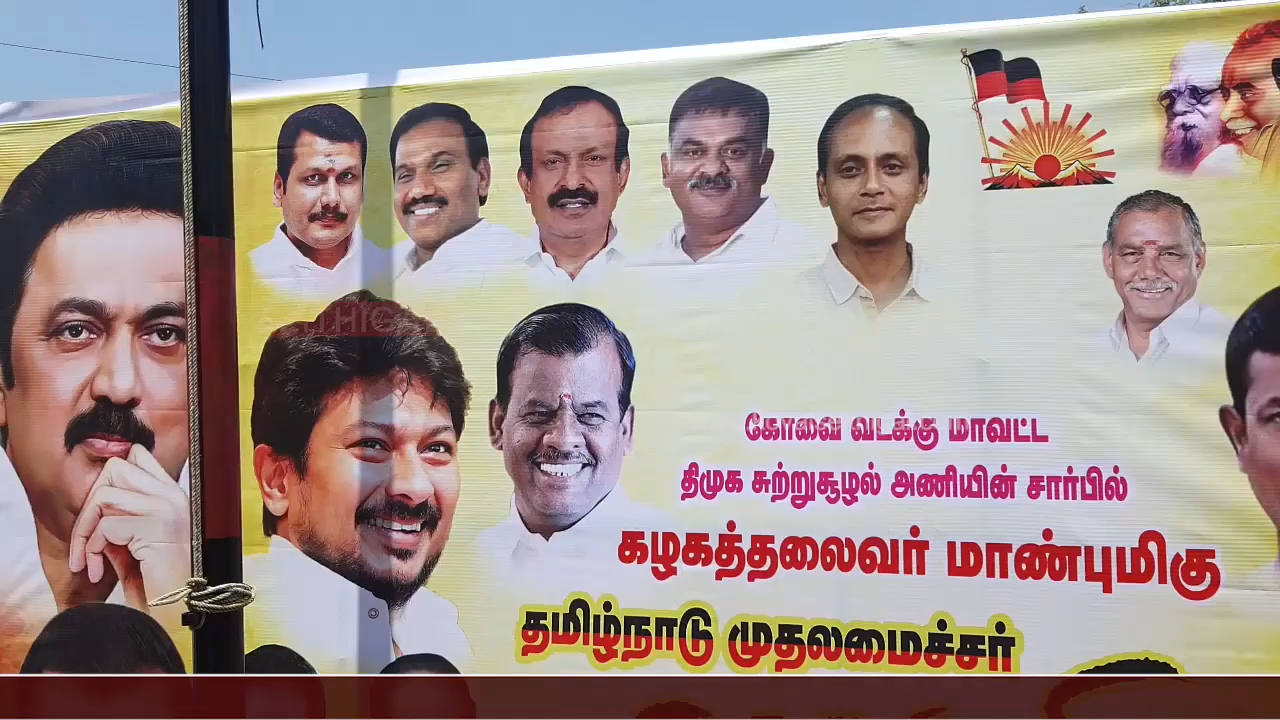 கோவை வடக்கு மாவட்ட
திமுக சுற்றுசூழல் அணியின் சார்பில்
கழகத்தலைவர் மாண்புமிகு
தமிழ்நாடு முதலமைச்சர்